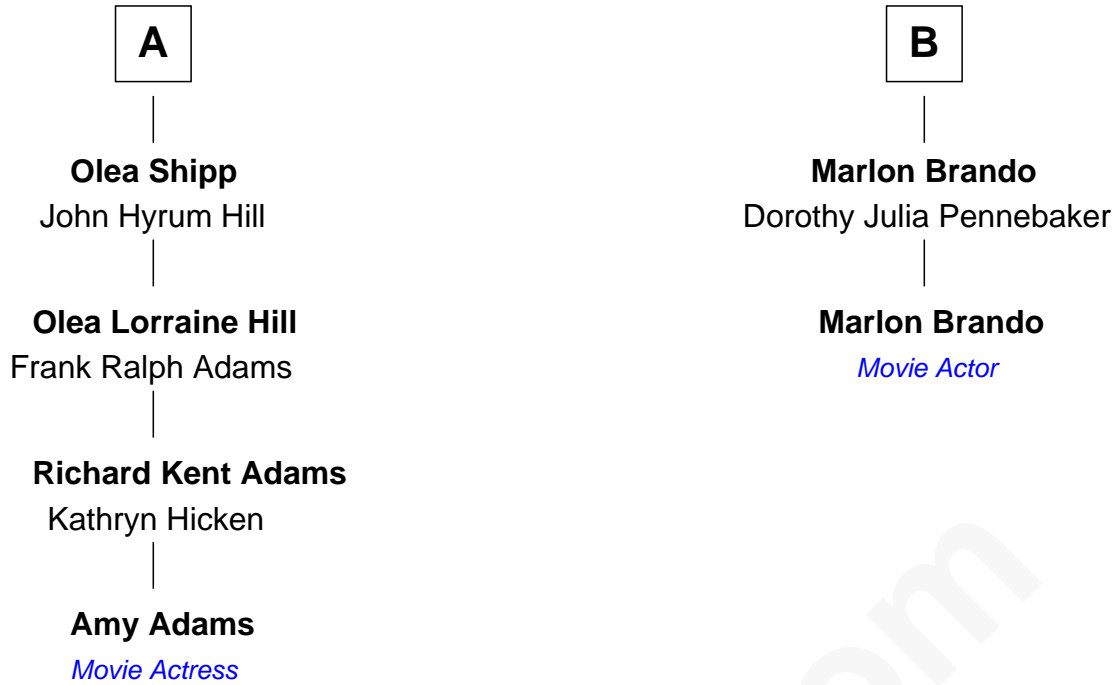 A
Olea Shipp
John Hyrum Hill
Olea Lorraine Hill
Frank Ralph Adams
Richard Kent Adams
Kathryn Hicken
Amy Adams
Movie Actress
B
Marlon Brando
Dorothy Julia Pennebaker
Marlon Brando
Movie Actor
om